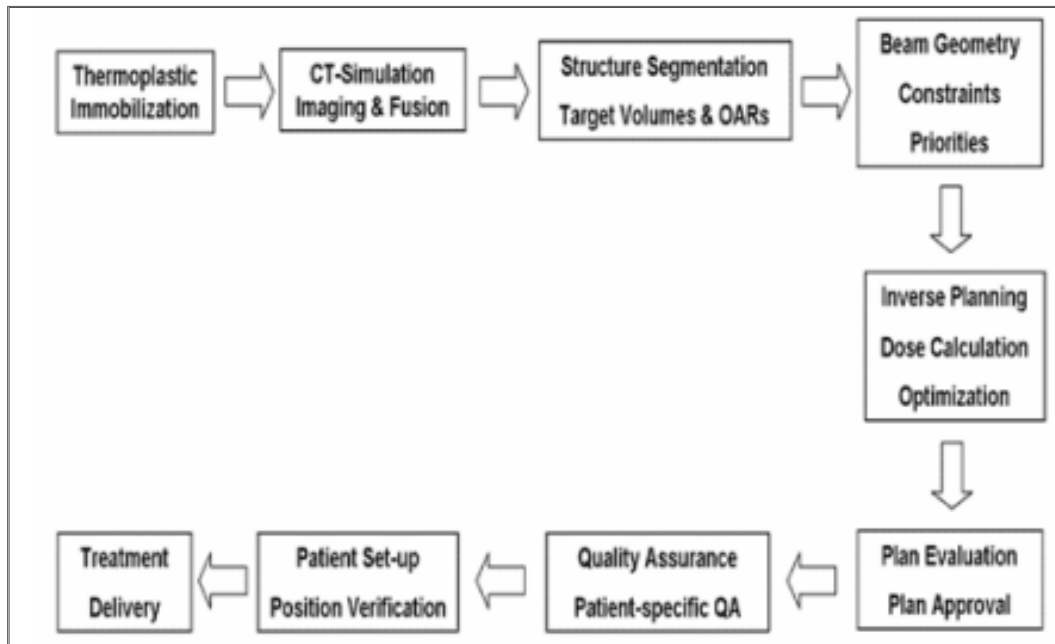 Thermoplastic
Immobilization
CT-Simulation
Imaging & Fusion
Structure Segmentation
Target Volumes & OARs
Beam Geometry
Constraints
Priorities
Inverse Planning
Dose Calculation
Optimization
Plan Evaluation
Plan Approval
Quality Assurance
Patient-specific QA
Patient Set-up
Position Verification
Treatment
Delivery